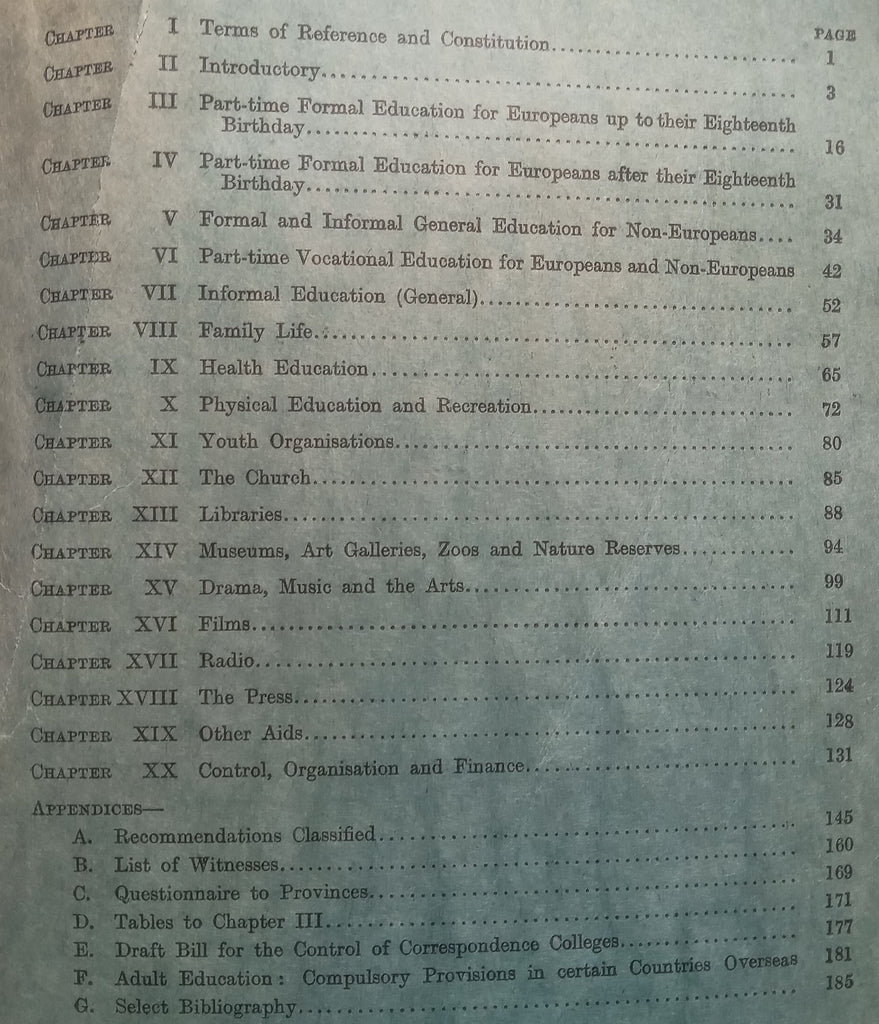 PAGE
CHAPTER I Terms of Reference and Constitution........................ 1
CHAPTER II Introductory............................................. 3
CHAPTER III Part-time Formal Education for Europeans up to their Eighteenth
Birthday............................................. 16
CHAPTER IV Part-time Formal Education for Europeans after their Eighteenth
Birthday............................................. 31
CHAPTER V Formal and Informal General Education for Non-Europeans.... 34
CHAPTER VI Part-time Vocational Education for Europeans and Non-Europeans 42
CHAPTER VII Informal Education (General)............................. 52
CHAPTER VIII Family Life............................................. 57
CHAPTER IX Health Education......................................... 65
CHAPTER X Physical Education and Recreation......................... 72
CHAPTER XI Youth Organisations...................................... 80
CHAPTER XII The Church.............................................. 85
CHAPTER XIII Libraries.............................................. 88
CHAPTER XIV Museums, Art Galleries, Zoos and Nature Reserves............ 94
CHAPTER XV Drama, Music and the Arts................................ 99
CHAPTER XVI Films................................................... 111
CHAPTER XVII Radio.................................................. 119
CHAPTER XVIII The Press............................................. 124
CHAPTER XIX Other Aids.............................................. 128
CHAPTER XX Control, Organisation and Finance......................... 131
APPENDICES—
A. Recommendations Classified....................................... 145
B. List of Witnesses................................................ 160
C. Questionnaire to Provinces....................................... 169
D. Tables to Chapter III............................................ 171
E. Draft Bill for the Control of Correspondence Colleges.............. 177
F. Adult Education: Compulsory Provisions in certain Countries Overseas 181
G. Select Bibliography.............................................. 185